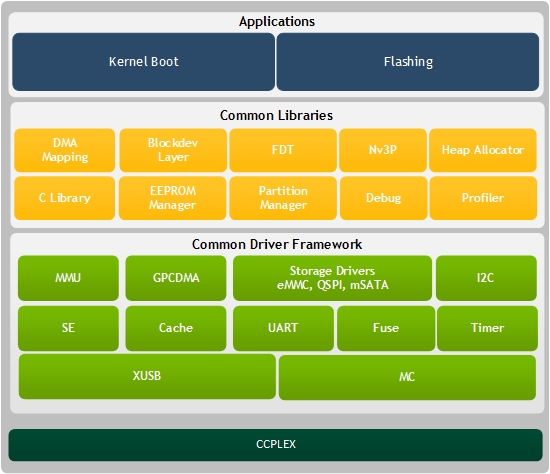 Applications
Kernel Boot
Flashing
Common Libraries
DMA
Mapping
Blockdev
Layer
FDT
Nv3P
Heap Allocator
C Library
EEPROM
Manager
Partition
Manager
Debug
Profiler
Common Driver Framework
MMU
GPCDMA
Storage Drivers
eMMC, QSPI, mSATA
I2C
SE
Cache
UART
Fuse
Timer
XUSB
MC
CCPLEX